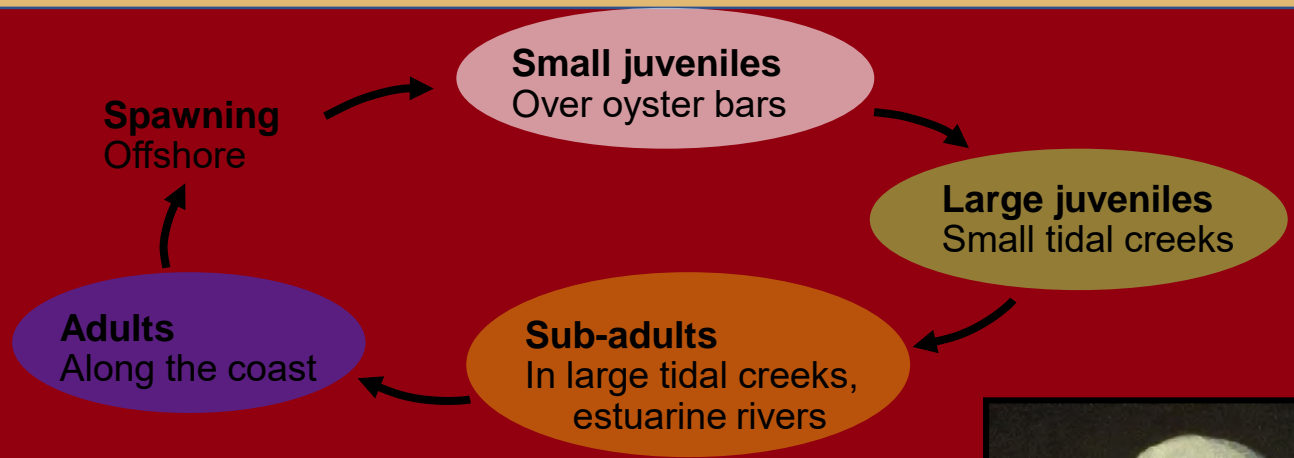 Spawning
Offshore
Small juveniles
Over oyster bars
Large juveniles
Small tidal creeks
Sub-adults
In large tidal creeks,
estuarine rivers
Adults
Along the coast